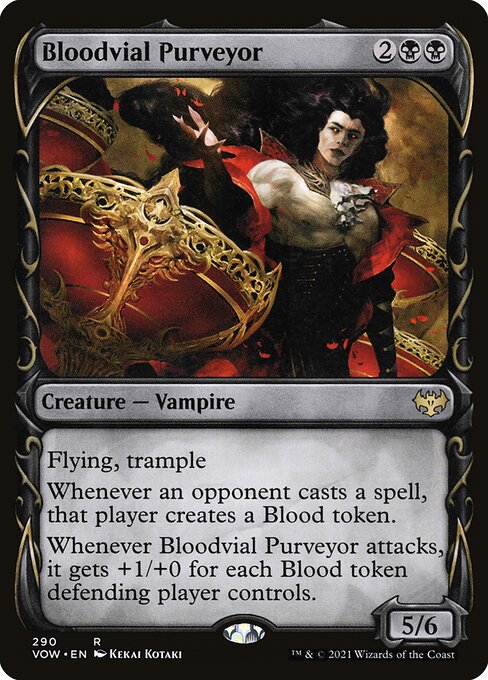 Bloodvial Purveyor 2
Creature — Vampire
Flying, trample
Whenever an opponent casts a spell,
that player creates a Blood token.
Whenever Bloodvial Purveyor attacks,
it gets +1/+0 for each Blood token
defending player controls.
5/6
290 R
VOW • EN Kekai Kotaki
™ & © 2021 Wizards of the Coast